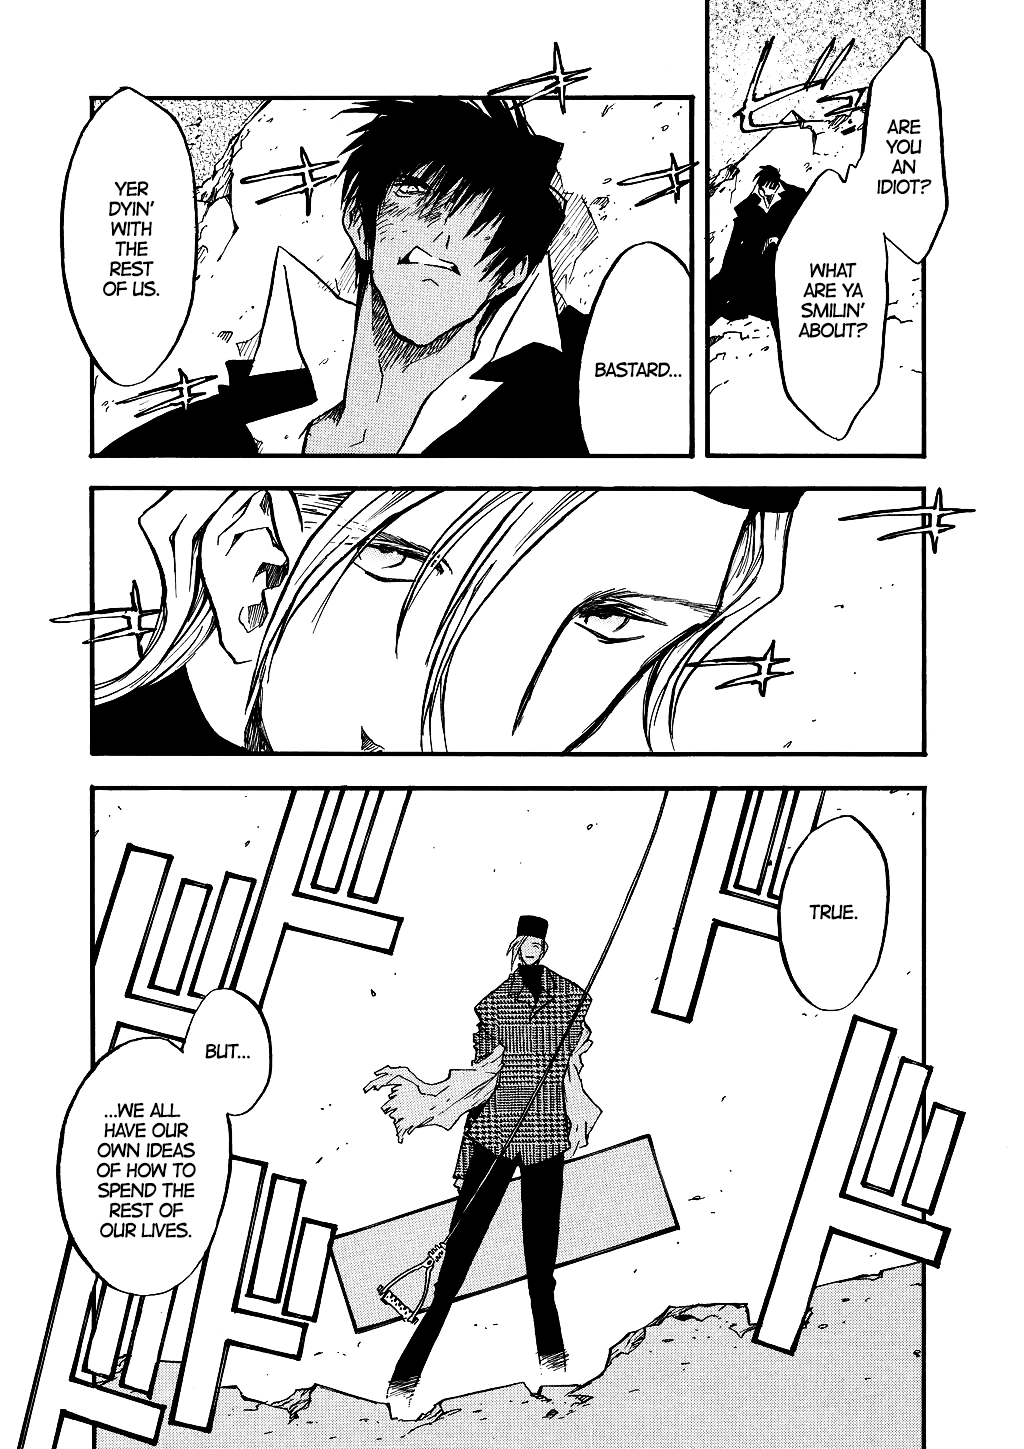 ARE
YOU
AN
IDIOT?
WHAT
ARE YA
SMILIN'
ABOUT?
BASTARD...
YER
DYIN'
WITH
THE
REST
OF US.
TRUE.
BUT...
...WE ALL
HAVE OUR
OWN IDEAS
OF HOW TO
SPEND THE
REST OF
OUR LIVES.